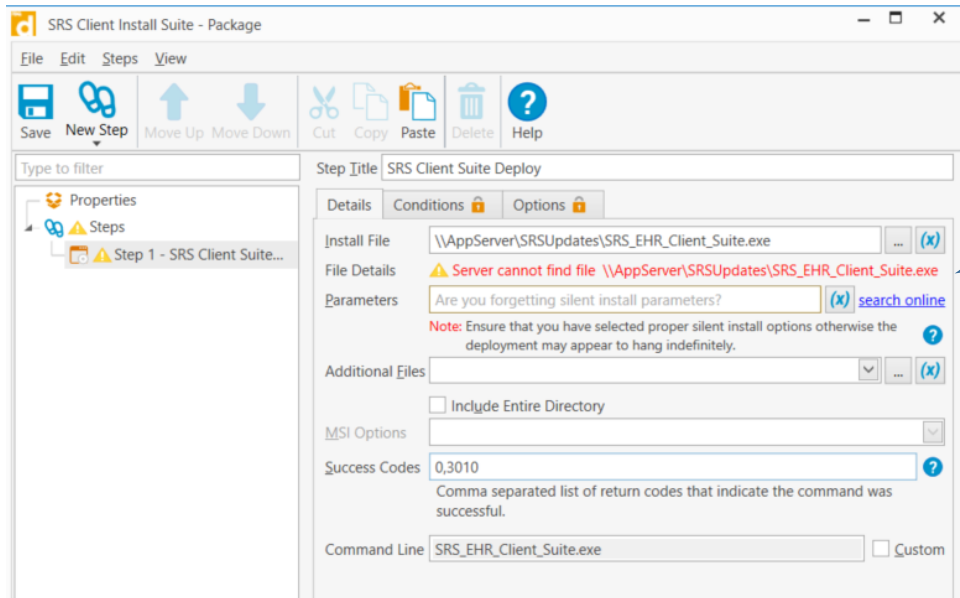 SRS Client Install Suite - Package
File Edit Steps View
Save New Step Move Up Move Down Cut Copy Paste Delete Help
Type to filter
Step Title SRS Client Suite Deploy
Properties
Steps
Step 1 - SRS Client Suite...
Details Conditions Options
Install File \\AppServer\SRSUpdates\SRS_EHR_Client_Suite.exe ... (x)
File Details Server cannot find file \\AppServer\SRSUpdates\SRS_EHR_Client_Suite.exe
Parameters Are you forgetting silent install parameters? (x) search online
Note: Ensure that you have selected proper silent install options otherwise the
deployment may appear to hang indefinitely. ?
Additional Files ... (x)
Include Entire Directory
MSI Options
Success Codes 0,3010 ?
Comma separated list of return codes that indicate the command was
successful.
Command Line SRS_EHR_Client_Suite.exe Custom